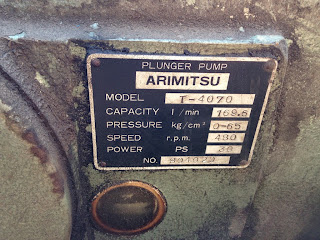 PLUNGER PUMP
ARIMITSU
MODEL T-4070
CAPACITY l/min 169.6
PRESSURE kg/cm² 0-65
SPEED r.p.m. 430
POWER PS 30
NO.